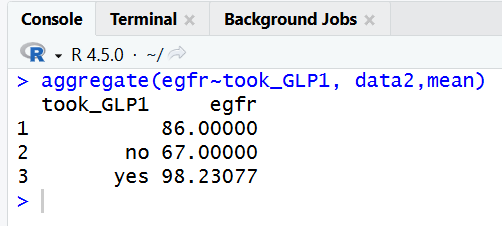 Console Terminal × Background Jobs ×
R R 4.5.0 · ~/
> aggregate(egfr~took_GLP1, data2,mean)
took_GLP1 egfr
1 86.00000
2 no 67.00000
3 yes 98.23077
>